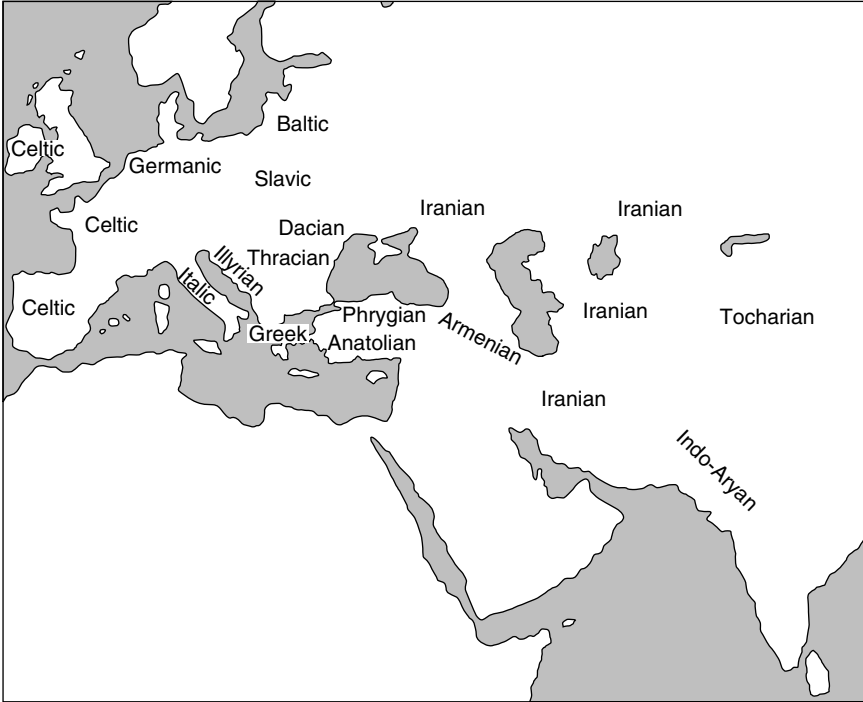 Baltic
Celtic
Germanic
Slavic
Iranian
Iranian
Celtic
Dacian
Thracian
Illyrian
Italic
Celtic
Phrygian
Armenian
Iranian
Tocharian
Greek
Anatolian
Iranian
Indo-Aryan